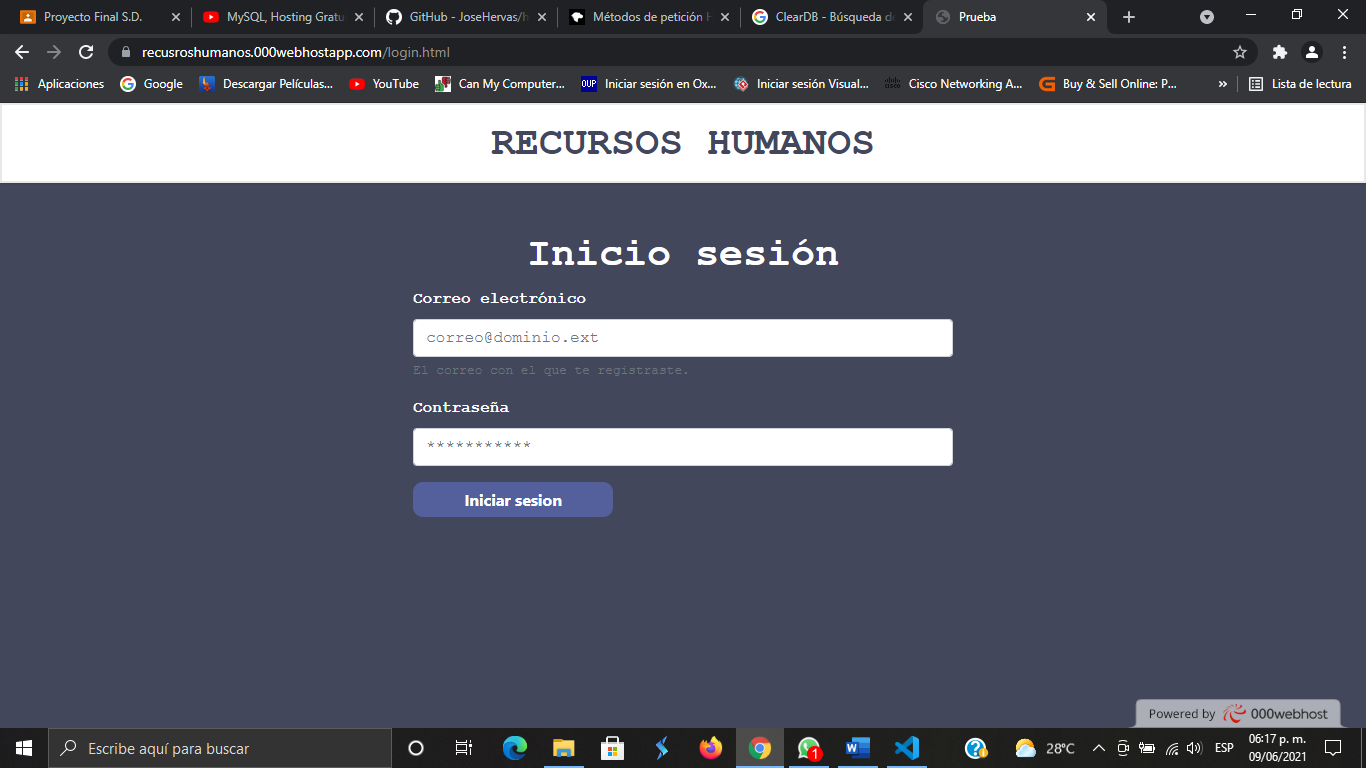 Proyecto Final S.D.
MySQL, Hosting Gratu
GitHub - JoseHervas/h
Métodos de petición H
ClearDB - Búsqueda de
Prueba
recusroshumanos.000webhostapp.com/login.html
Aplicaciones
Google
Descargar Películas...
YouTube
Can My Computer...
OUP
Iniciar sesión en Ox...
Iniciar sesión Visual...
Cisco Networking A...
Buy & Sell Online: P...
»
Lista de lectura
RECURSOS HUMANOS
Inicio sesión
Correo electrónico
correo@dominio.ext
El correo con el que te registraste.
Contraseña
***********
Iniciar sesion
Powered by 000webhost
Escribe aquí para buscar
1
28°C
ESP
06:17 p. m.
09/06/2021